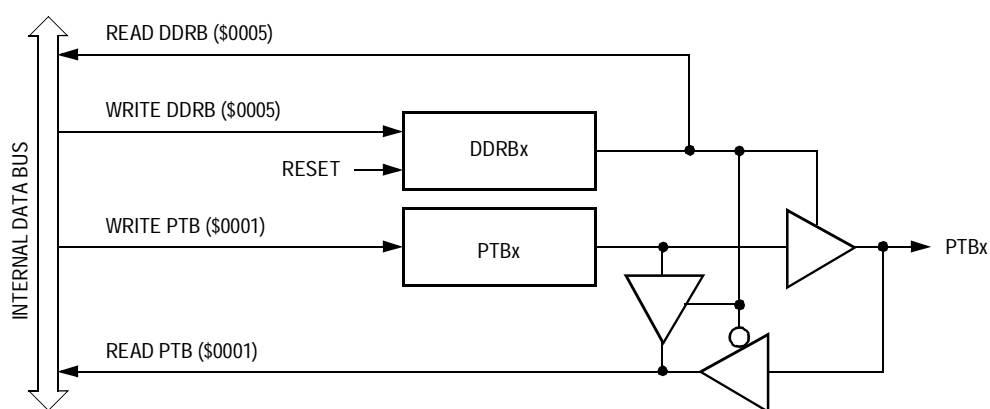 READ DDRB ($0005)
WRITE DDRB ($0005)
DDRBx
RESET
INTERNAL DATA BUS
WRITE PTB ($0001)
PTBx
PTBx
READ PTB ($0001)